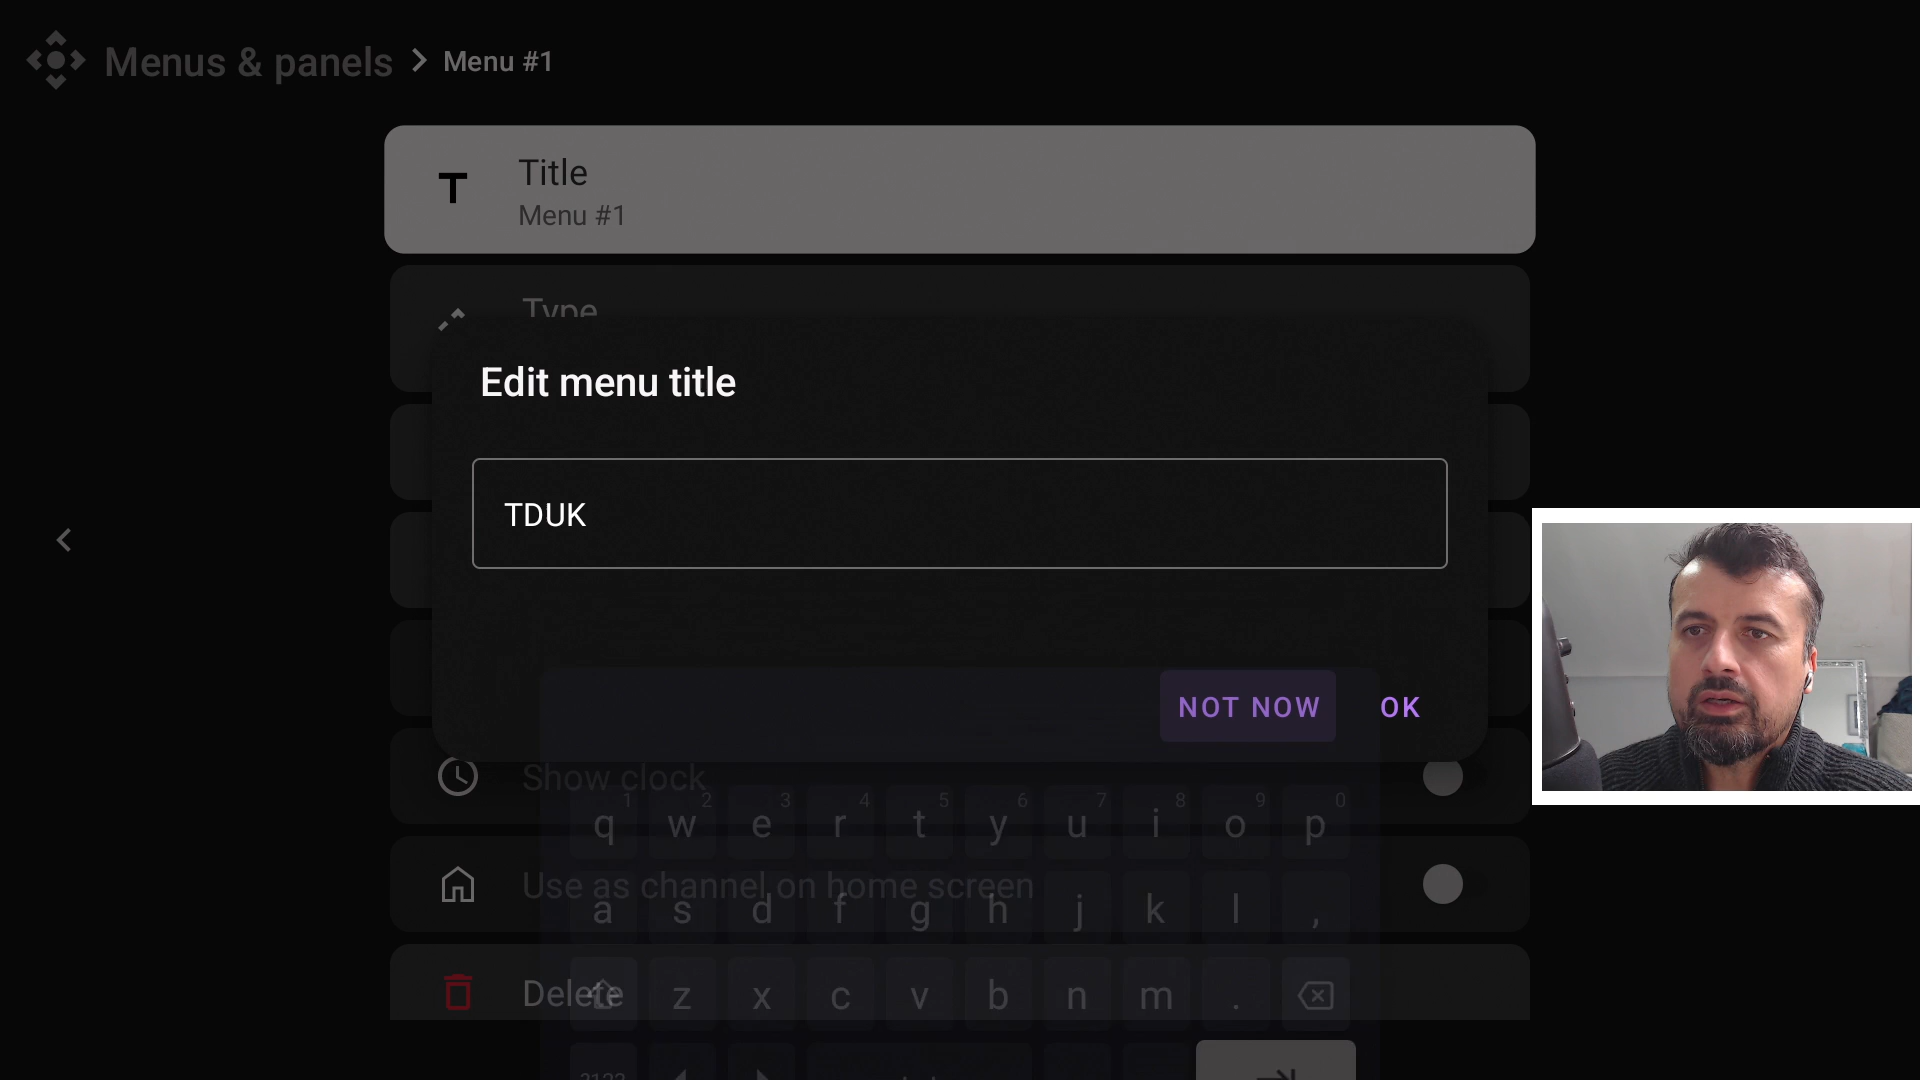 Menus & panels > Menu #1
Title
Menu #1
Type
Edit menu title
TDUK
NOT NOW OK
Show clock
1 2 3 4 5 6 7 8 9 0
q w e r t y u i o p
Use as channel on home screen
a s d f g h j k l ,
Delete
z x c v b n m .